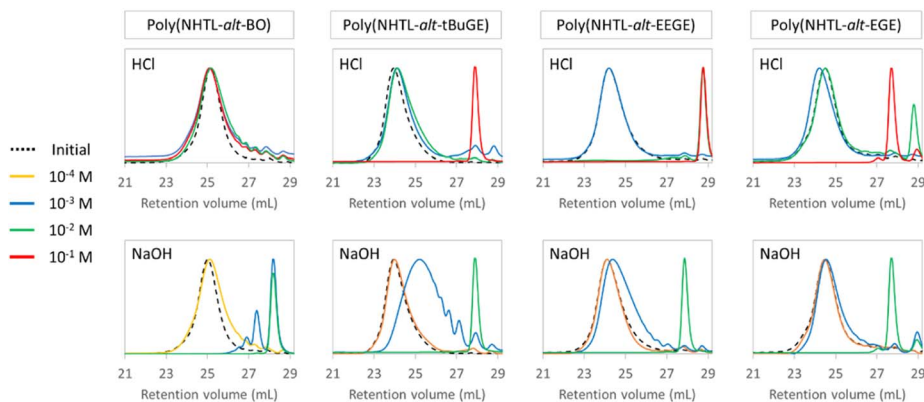 Poly(NHTL-alt-BO) Poly(NHTL-alt-tBuGE) Poly(NHTL-alt-EEGE) Poly(NHTL-alt-EGE)
HCl HCl HCl HCl
21 23 25 27 29 21 23 25 27 29 21 23 25 27 29 21 23 25 27 29
Retention volume (mL) Retention volume (mL) Retention volume (mL) Retention volume (mL)
Initial
10-4 M
10-3 M
10-2 M
10-1 M
NaOH NaOH NaOH NaOH
21 23 25 27 29 21 23 25 27 29 21 23 25 27 29 21 23 25 27 29
Retention volume (mL) Retention volume (mL) Retention volume (mL) Retention volume (mL)